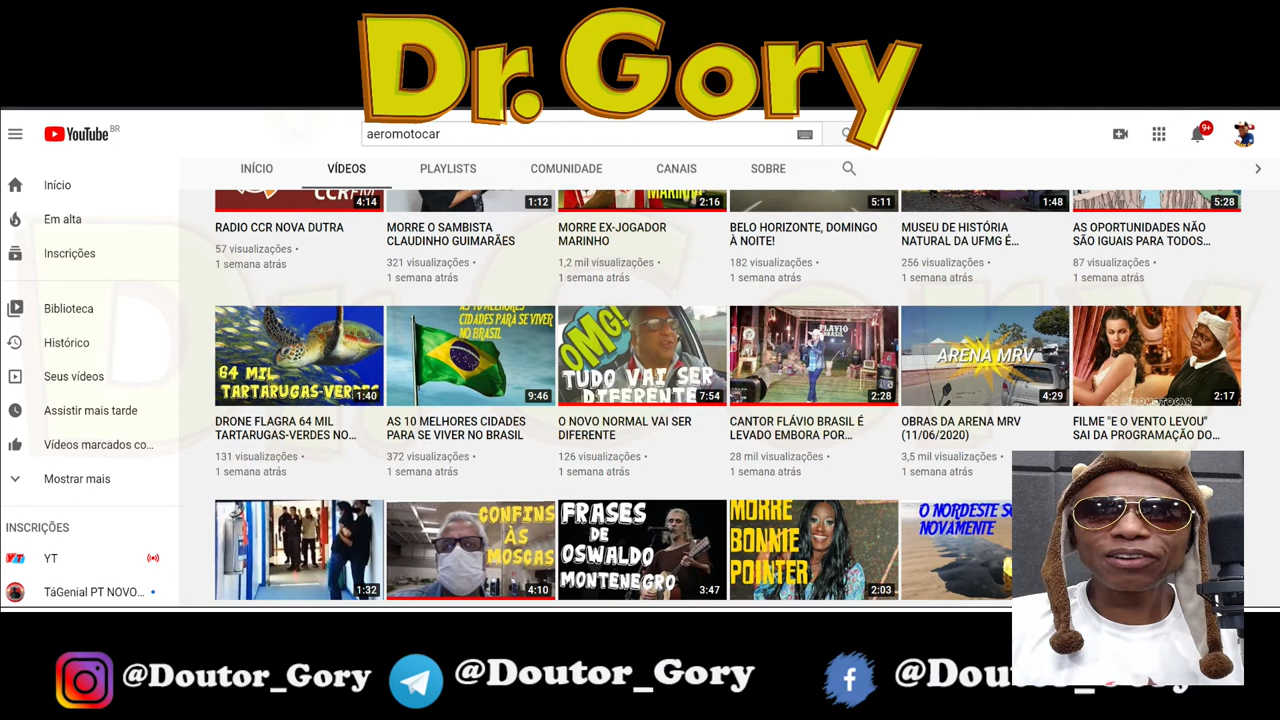 Dr. Gory
YouTube BR
aeromotocar
9+
INÍCIO
VÍDEOS
PLAYLISTS
COMUNIDADE
CANAIS
SOBRE
Início
Em alta
Inscrições
Biblioteca
Histórico
Seus vídeos
Assistir mais tarde
Vídeos marcados co...
Mostrar mais
INSCRIÇÕES
YT
TáGenial PT NOVO...
4:14
1:12
2:16
5:11
1:48
5:28
RADIO CCR NOVA DUTRA
57 visualizações •
1 semana atrás
MORRE O SAMBISTA
CLAUDINHO GUIMARÃES
321 visualizações •
1 semana atrás
MORRE EX-JOGADOR
MARINHO
1,2 mil visualizações •
1 semana atrás
BELO HORIZONTE, DOMINGO
À NOITE!
182 visualizações •
1 semana atrás
MUSEU DE HISTÓRIA
NATURAL DA UFMG É...
256 visualizações •
1 semana atrás
AS OPORTUNIDADES NÃO
SÃO IGUAIS PARA TODOS...
87 visualizações •
1 semana atrás
64 MIL
TARTARUGAS-VERDES
1:40
DRONE FLAGRA 64 MIL
TARTARUGAS-VERDES NO...
131 visualizações •
1 semana atrás
AS 10 MELHORES
CIDADES PARA SE VIVER
NO BRASIL
9:46
AS 10 MELHORES CIDADES
PARA SE VIVER NO BRASIL
372 visualizações •
1 semana atrás
OMG!
TUDO VAI SER
DIFERENTE
7:54
O NOVO NORMAL VAI SER
DIFERENTE
126 visualizações •
1 semana atrás
FLÁVIO
BRASIL
2:28
CANTOR FLÁVIO BRASIL É
LEVADO EMBORA POR...
28 mil visualizações •
1 semana atrás
ARENA MRV
4:29
OBRAS DA ARENA MRV
(11/06/2020)
3,5 mil visualizações •
1 semana atrás
2:17
FILME "E O VENTO LEVOU"
SAI DA PROGRAMAÇÃO DO...
1:32
CONFINS
ÀS
MOSCAS
4:10
FRASES
DE
OSWALDO
MONTENEGRO
3:47
MORRE
BONNIE
POINTER
2:03
O NORDESTE
NOVAMENTE
@Doutor_Gory
@Doutor_Gory